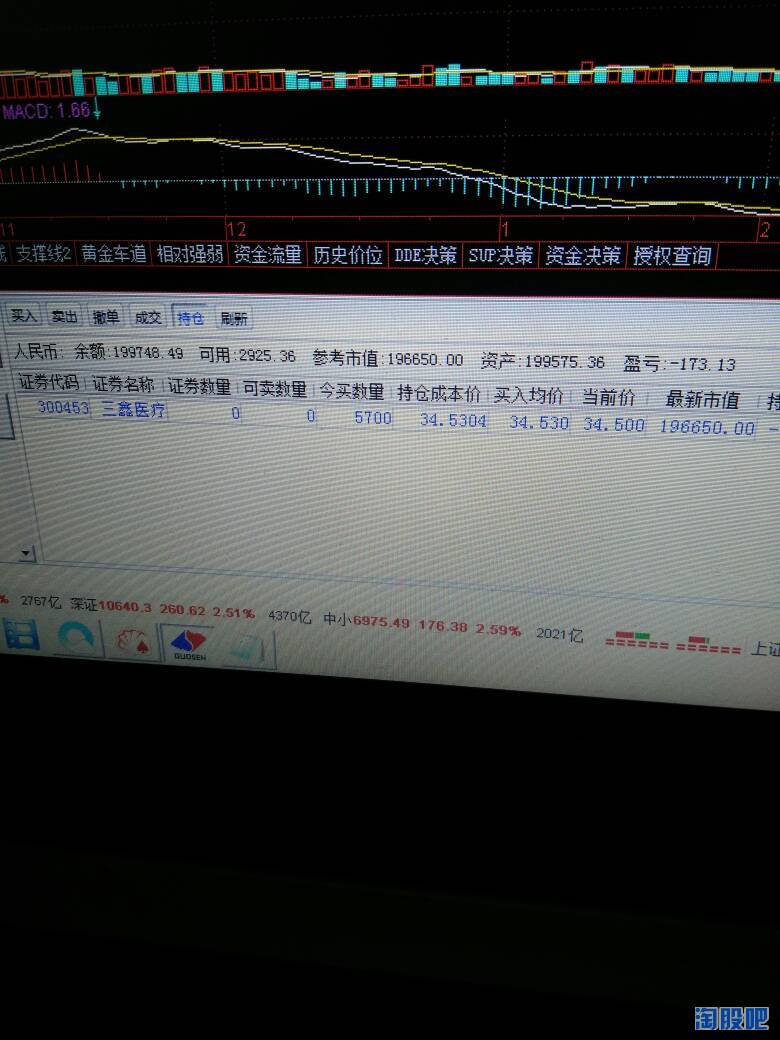 MACD: 1.66↓
11 12 1 2
线 支撑线2 黄金车道 相对强弱 资金流量 历史价位 DDE决策 SUP决策 资金决策 授权查询
买入 卖出 撤单 成交 持仓 刷新
人民币: 余额:199748.49 可用:2925.36 参考市值:196650.00 资产:199575.36 盈亏:-173.13
证券代码 证券名称 证券数量 可卖数量 今买数量 持仓成本价 买入均价 当前价 最新市值 持
300453 三鑫医疗 0 0 5700 34.5304 34.530 34.500 196650.00 -
% 2767亿 深证10640.3 260.62 2.51% 4370亿 中小6975.49 176.38 2.59% 2021亿 上证
GUOSEN
淘股吧